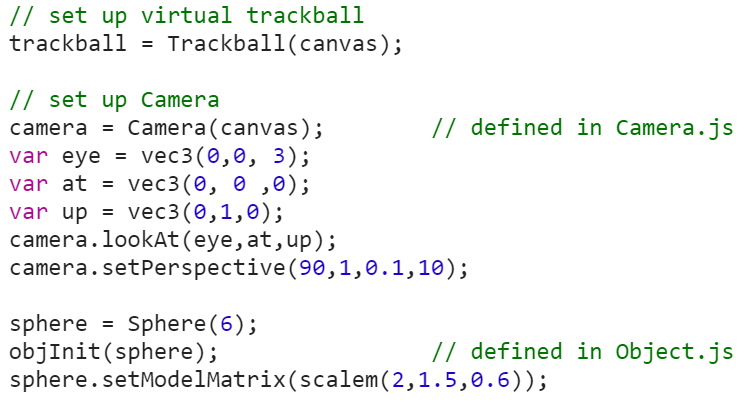 // set up virtual trackball
trackball = Trackball(canvas);
// set up Camera
camera = Camera(canvas);        // defined in Camera.js
var eye = vec3(0,0, 3);
var at = vec3(0, 0 ,0);
var up = vec3(0,1,0);
camera.lookAt(eye,at,up);
camera.setPerspective(90,1,0.1,10);
sphere = Sphere(6);
objInit(sphere);                // defined in Object.js
sphere.setModelMatrix(scalem(2,1.5,0.6));